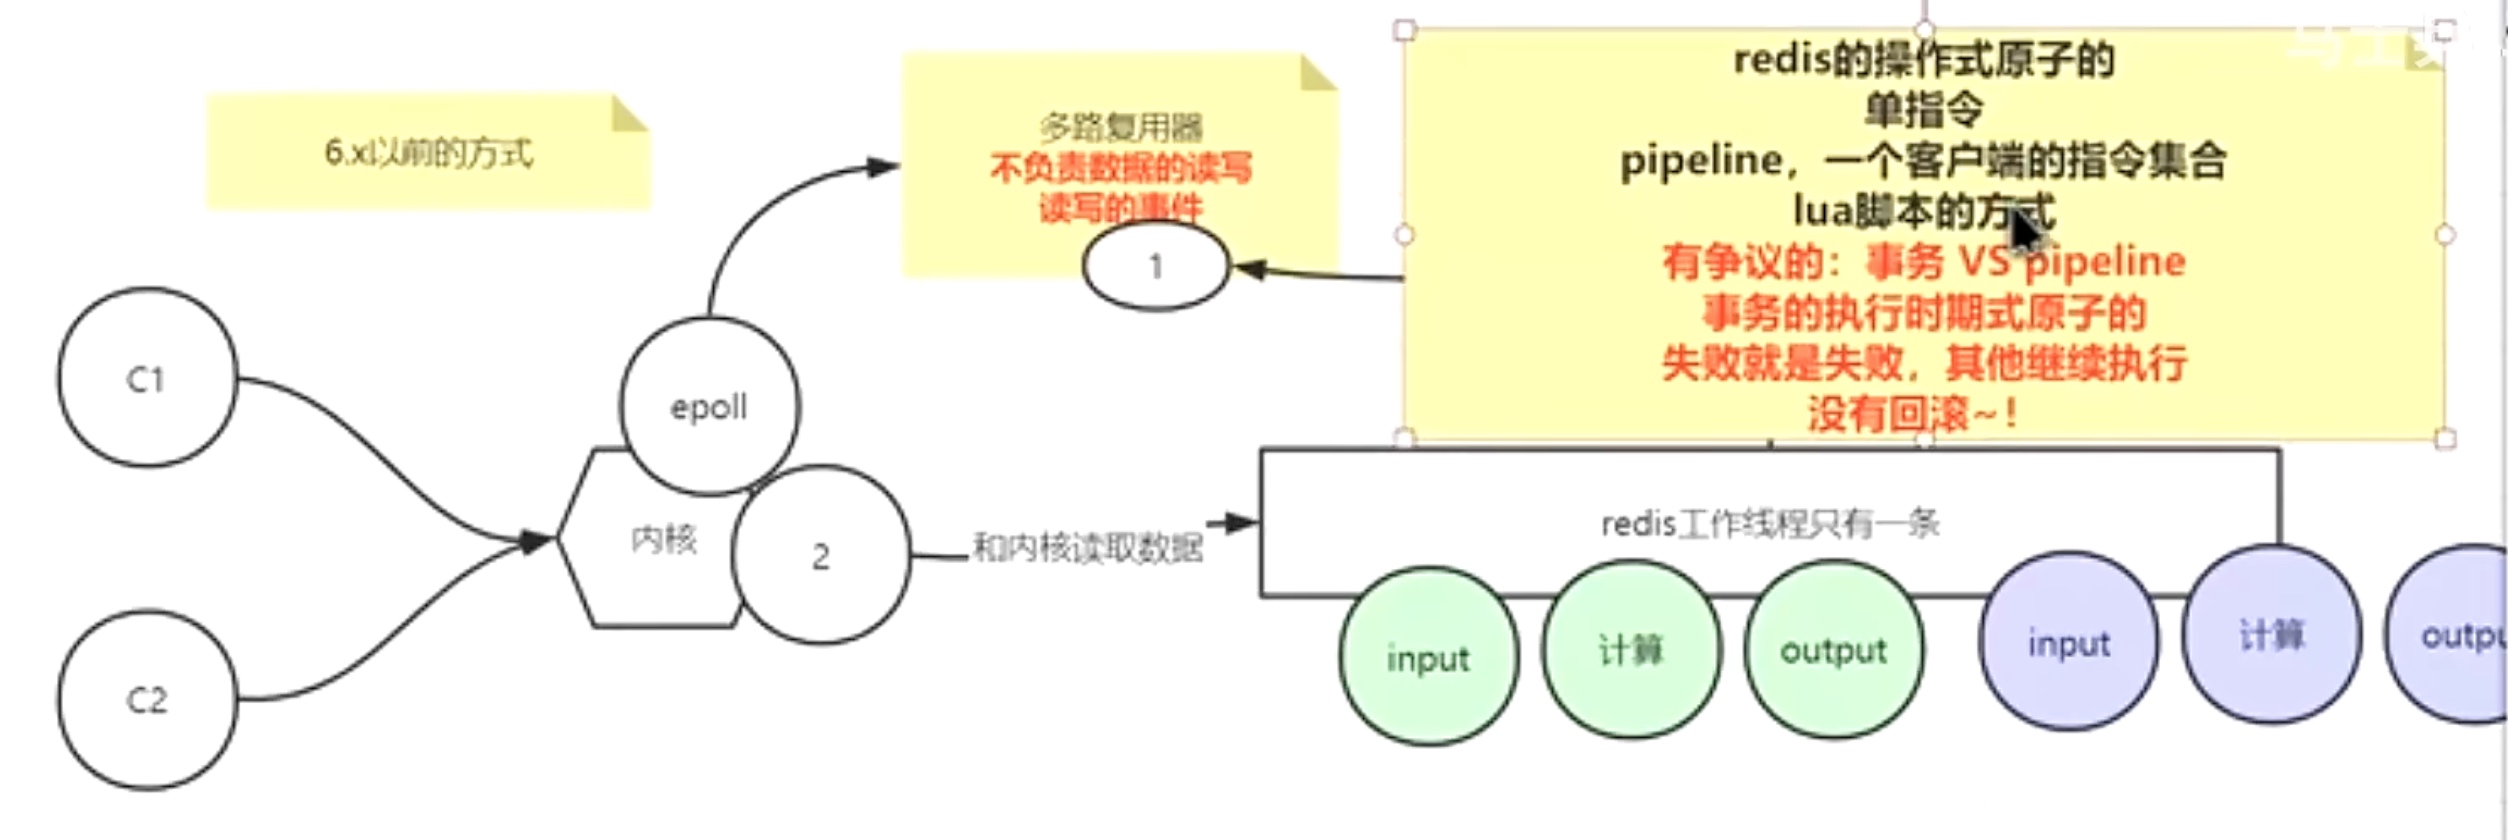 6.x以前的方式
多路复用器
不负责数据的读写
读写的事件
1
redis的操作式原子的
单指令
pipeline，一个客户端的指令集合
lua脚本的方式
有争议的：事务 VS pipeline
事务的执行时期式原子的
失败就是失败，其他继续执行
没有回滚~！
C1
epoll
C2
内核
2
和内核读取数据
redis工作线程只有一条
input
计算
output
input
计算
outpu